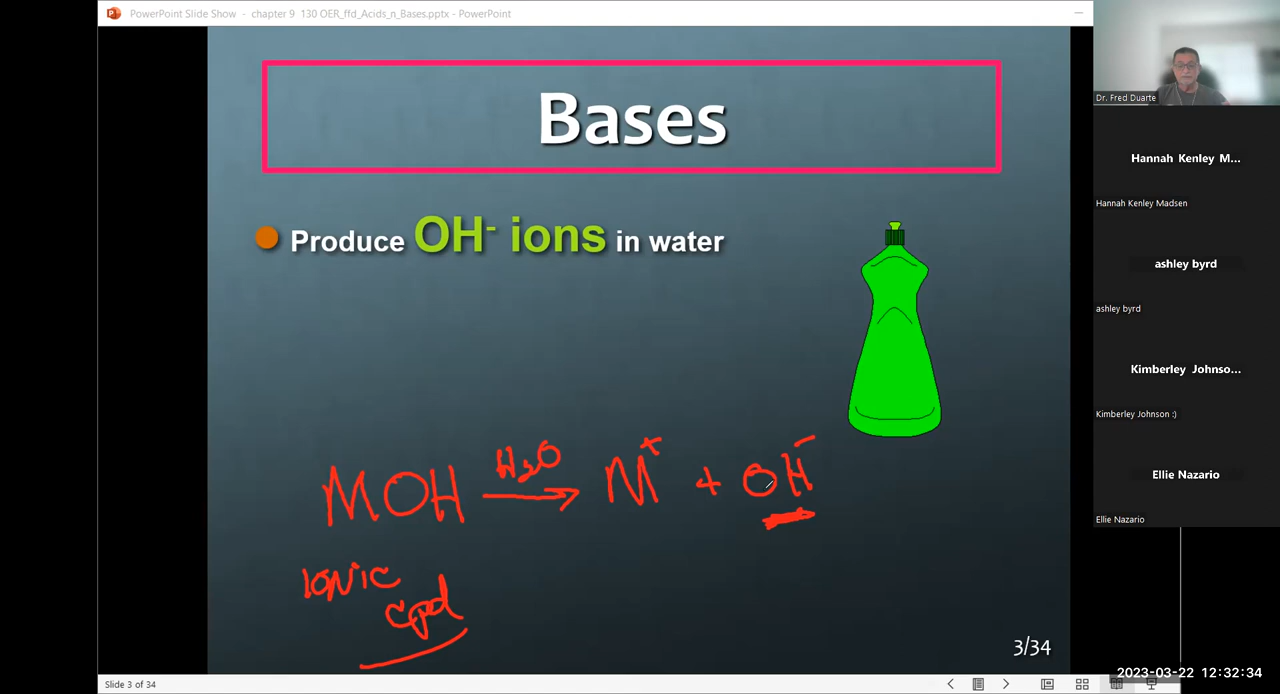 PowerPoint Slide Show - chapter 9 130 OER_ffd_Acids_n_Bases.pptx - PowerPoint
Bases
Produce OH- ions in water
MOH H2O M+ + OH-
Ionic
cpd
3/34
Slide 3 of 34
Dr. Fred Duarte
Hannah Kenley M...
Hannah Kenley Madsen
ashley byrd
ashley byrd
Kimberley Johnso...
Kimberley Johnson :)
Ellie Nazario
Ellie Nazario
2023-03-22 12:32:34